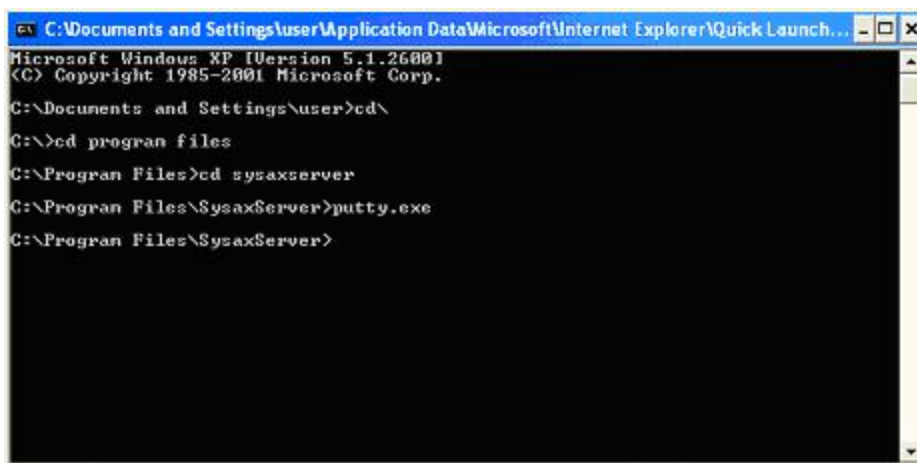 C:\Documents and Settings\user\Application Data\Microsoft\Internet Explorer\Quick Launch...
Microsoft Windows XP [Version 5.1.2600]
(C) Copyright 1985-2001 Microsoft Corp.
C:\Documents and Settings\user>cd\
C:\>cd program files
C:\Program Files>cd sysaxserver
C:\Program Files\SysaxServer>putty.exe
C:\Program Files\SysaxServer>